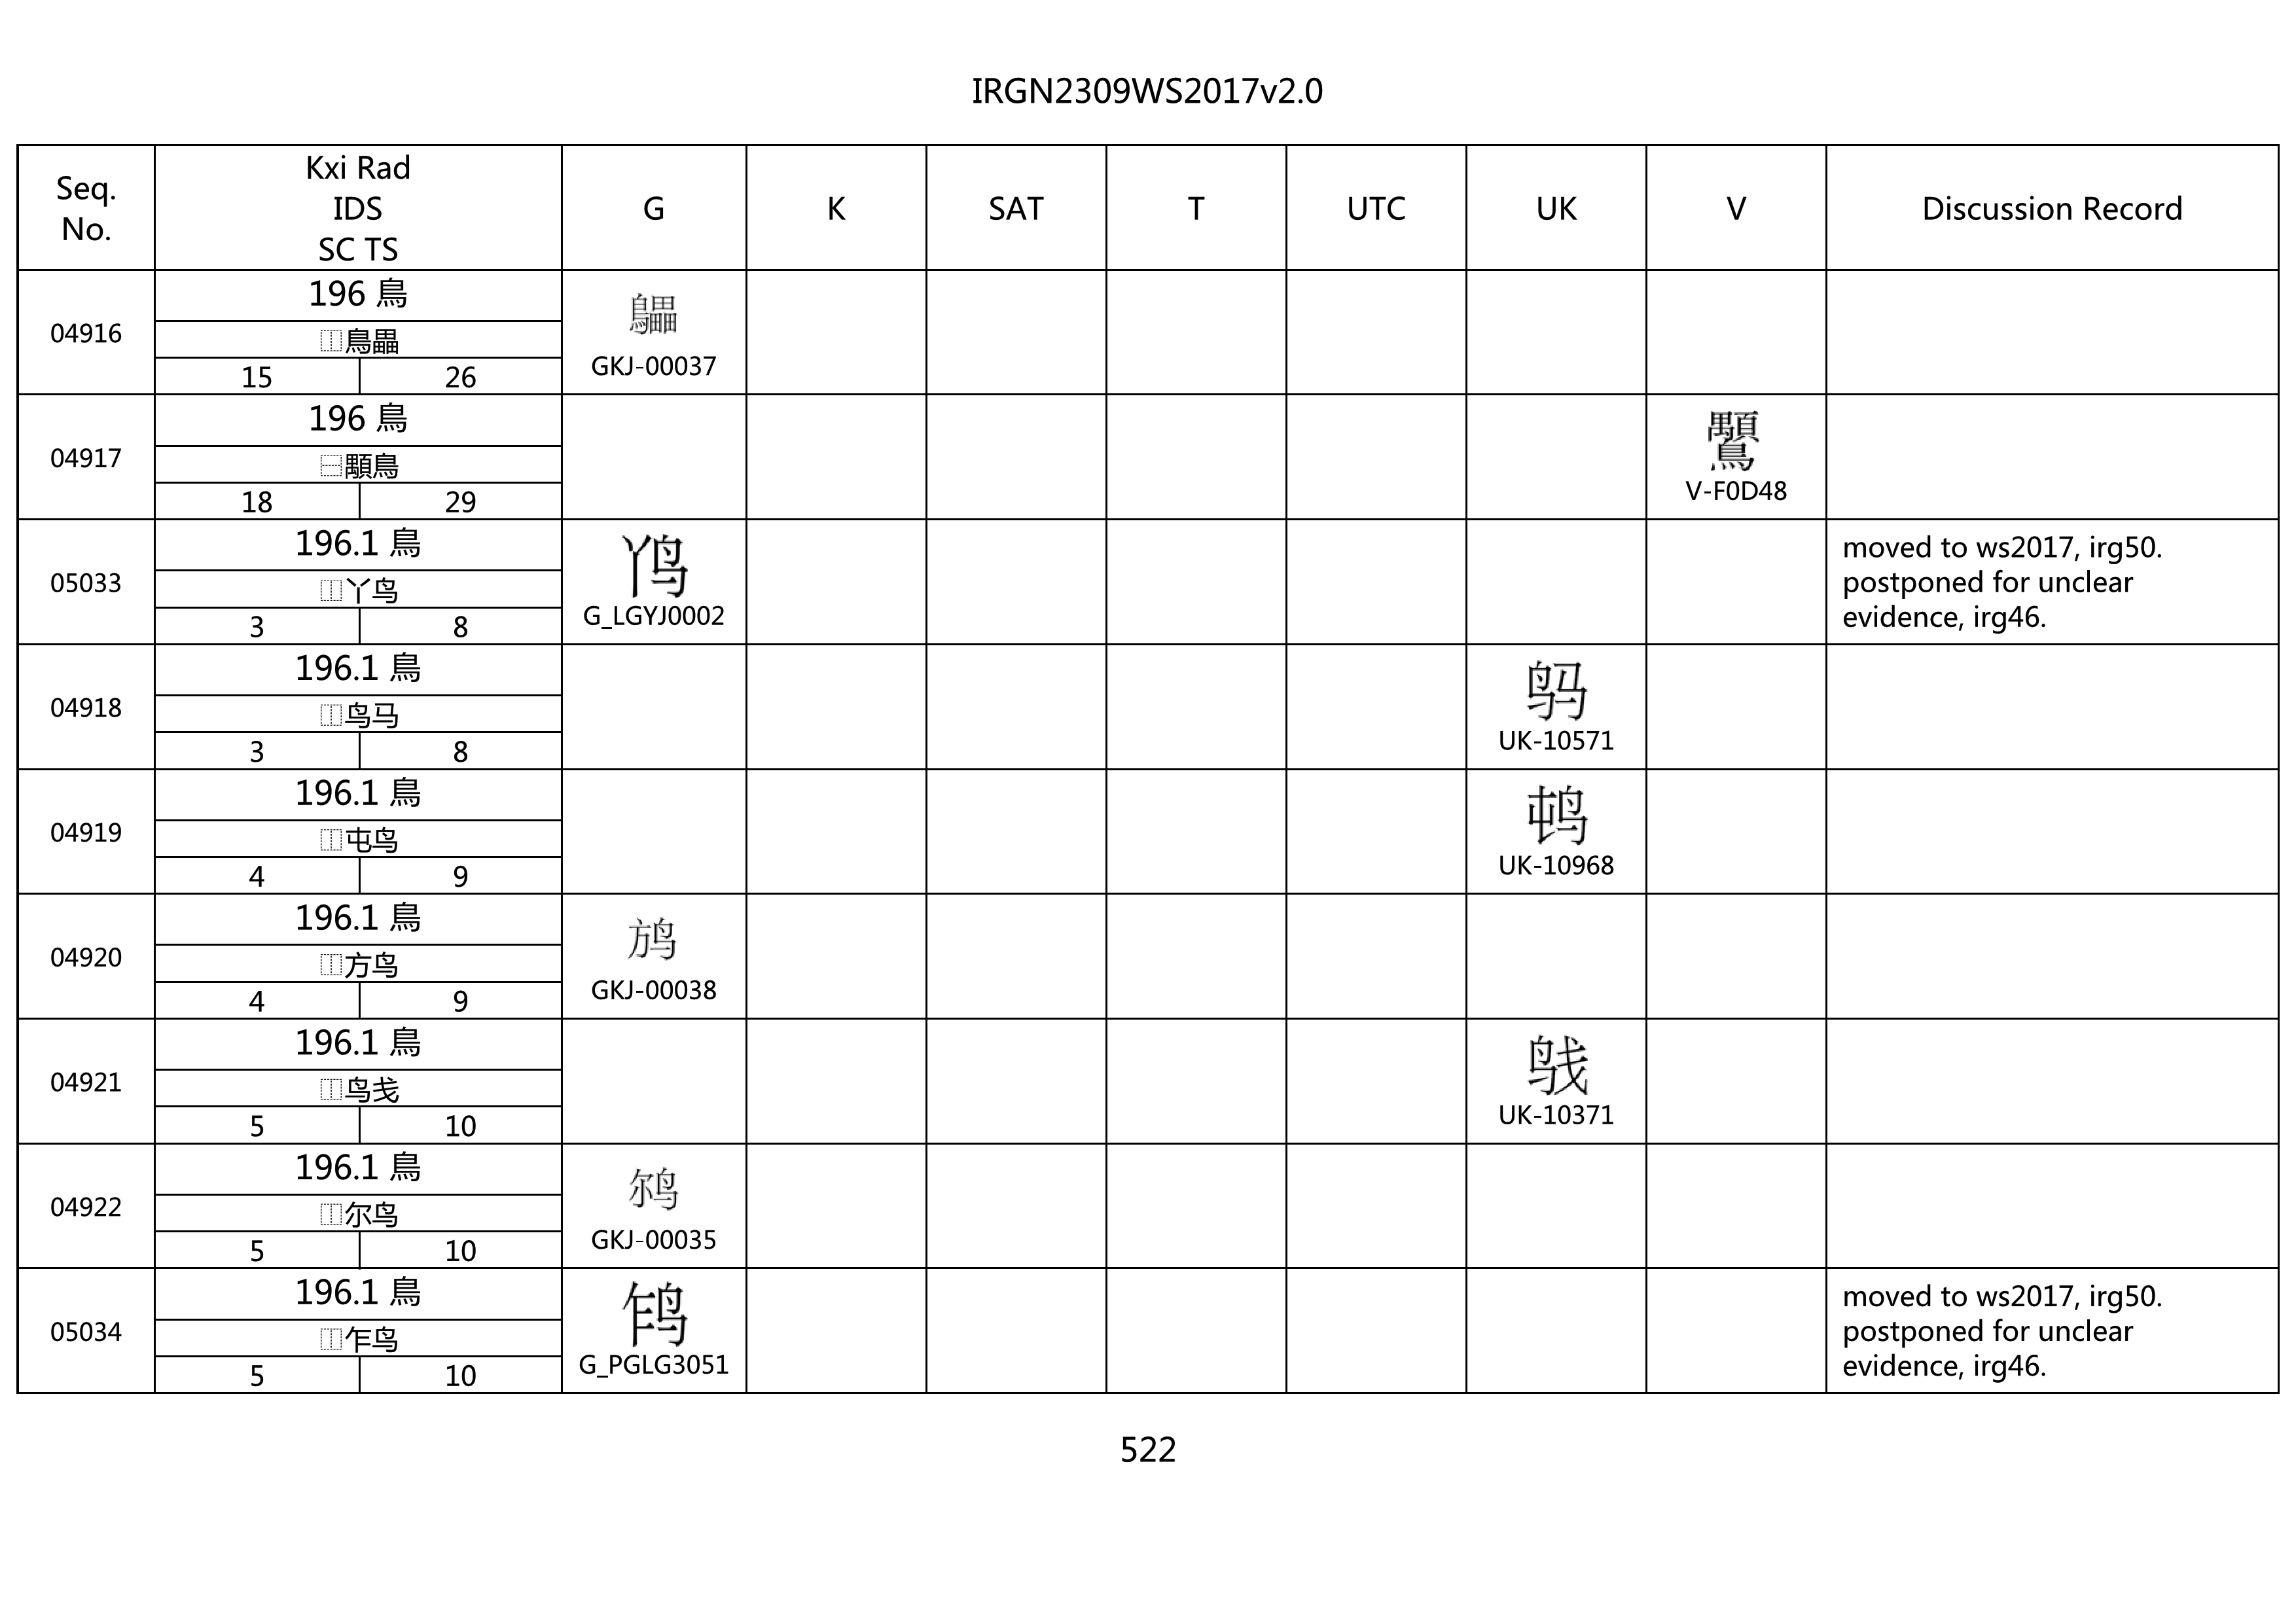 IRGN2309WS2017v2.0
Seq. No.
Kxi Rad
IDS
SC TS
G
K
SAT
T
UTC
UK
V
Discussion Record
04916
196 鳥
⿰鳥畾
15 26
GKJ-00037
04917
196 鳥
⿱顠鳥
18 29
V-F0D48
05033
196.1 鳥
⿰丫鸟
3 8
G_LGYJ0002
moved to ws2017, irg50.
postponed for unclear
evidence, irg46.
04918
196.1 鳥
⿰鸟马
3 8
UK-10571
04919
196.1 鳥
⿰屯鸟
4 9
UK-10968
04920
196.1 鳥
⿰方鸟
4 9
GKJ-00038
04921
196.1 鳥
⿰鸟戋
5 10
UK-10371
04922
196.1 鳥
⿰尔鸟
5 10
GKJ-00035
05034
196.1 鳥
⿰乍鸟
5 10
G_PGLG3051
moved to ws2017, irg50.
postponed for unclear
evidence, irg46.
522